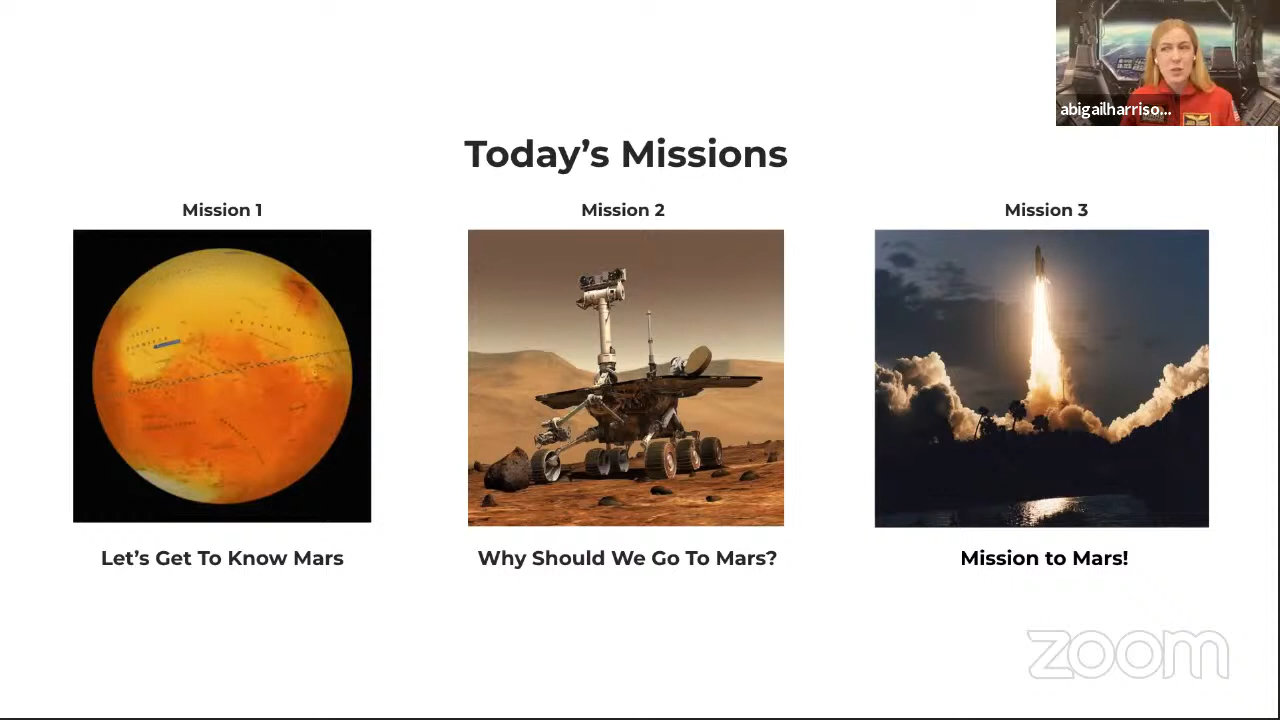 abigailharriso...
Today’s Missions
Mission 1
Mission 2
Mission 3
Let’s Get To Know Mars
Why Should We Go To Mars?
Mission to Mars!
zoom